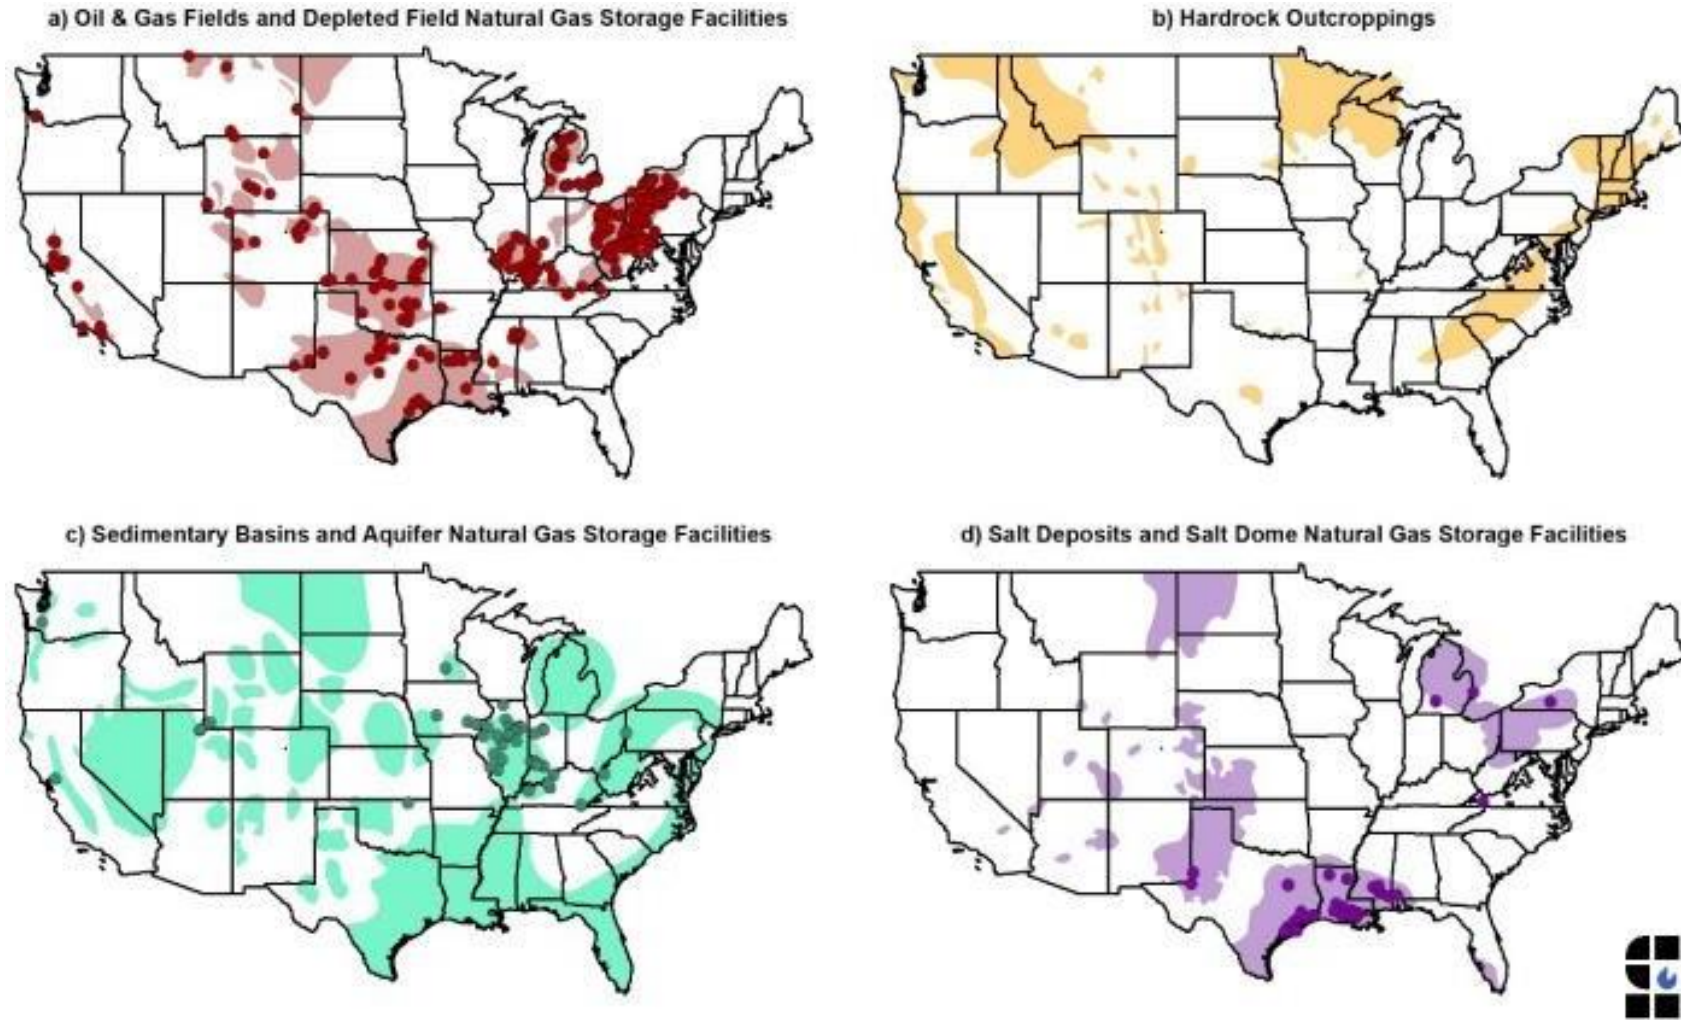 a) Oil & Gas Fields and Depleted Field Natural Gas Storage Facilities
b) Hardrock Outcroppings
c) Sedimentary Basins and Aquifer Natural Gas Storage Facilities
d) Salt Deposits and Salt Dome Natural Gas Storage Facilities